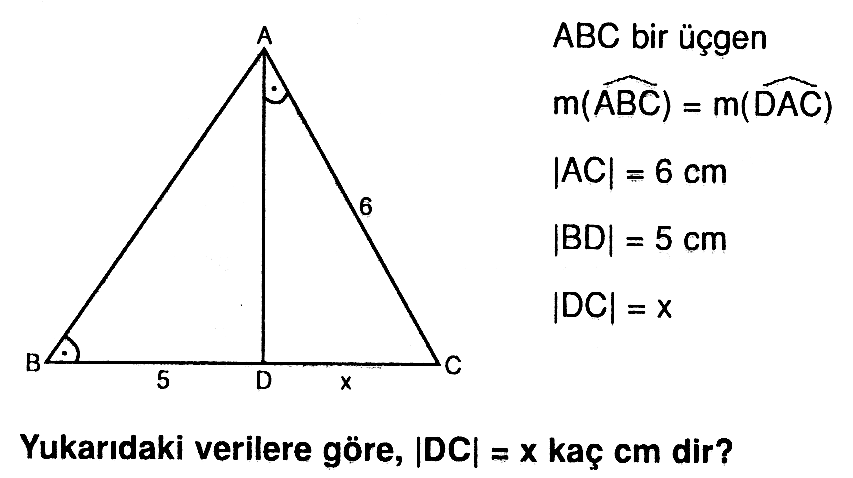 A
ABC bir üçgen
m(ABC) = m(DAC)
|AC| = 6 cm
6
|BD| = 5 cm
|DC| = x
B
5
D
x
C
Yukarıdaki verilere göre, |DC| = x kaç cm dir?